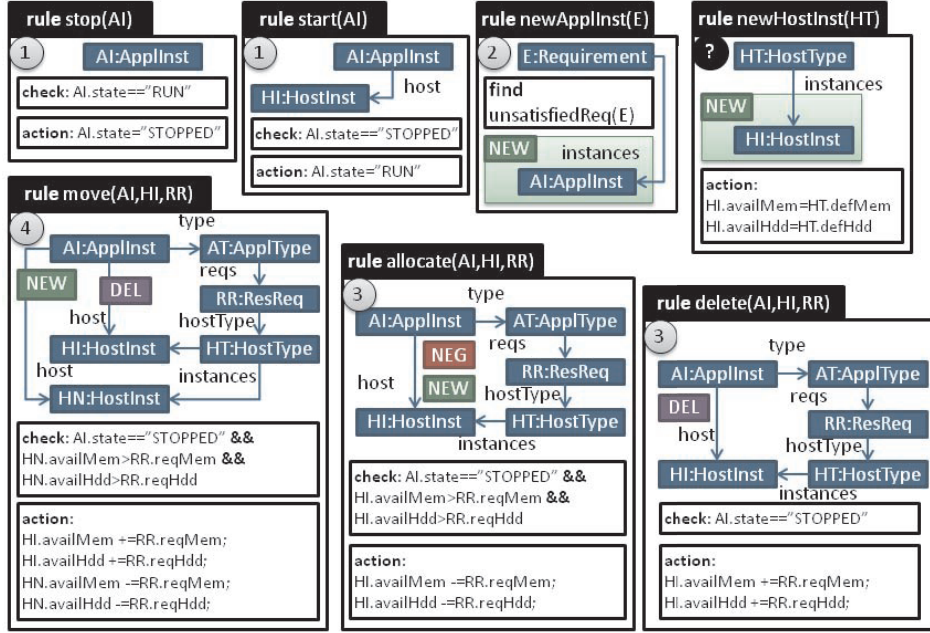 rule stop(AI)
1
AI:ApplInst
check: AI.state=="RUN"
action: AI.state="STOPPED"
rule start(AI)
1
AI:ApplInst
host
HI:HostInst
check: AI.state=="STOPPED"
action: AI.state="RUN"
rule newApplInst(E)
2
E:Requirement
find
unsatisfiedReq(E)
NEW
instances
AI:ApplInst
rule newHostInst(HT)
?
HT:HostType
instances
NEW
HI:HostInst
action:
HI.availMem=HT.defMem
HI.availHdd=HT.defHdd
rule move(AI,HI,RR)
4
type
AI:ApplInst
AT:ApplType
NEW
DEL
reqs
RR:ResReq
host
hostType
HI:HostInst
HT:HostType
host
instances
HN:HostInst
check: AI.state=="STOPPED" &&
HN.availMem>RR.reqMem &&
HN.availHdd>RR.reqHdd
action:
HI.availMem +=RR.reqMem;
HI.availHdd +=RR.reqHdd;
HN.availMem -=RR.reqMem;
HN.availHdd -=RR.reqHdd;
rule allocate(AI,HI,RR)
3
type
AI:ApplInst
AT:ApplType
NEG
reqs
RR:ResReq
host
NEW
hostType
HI:HostInst
HT:HostType
instances
check: AI.state=="STOPPED" &&
HI.availMem>RR.reqMem &&
HI.availHdd>RR.reqHdd
action:
HI.availMem -=RR.reqMem;
HI.availHdd -=RR.reqHdd;
rule delete(AI,HI,RR)
3
type
AI:ApplInst
AT:ApplType
DEL
reqs
RR:ResReq
host
hostType
HI:HostInst
HT:HostType
instances
check: AI.state=="STOPPED"
action:
HI.availMem +=RR.reqMem;
HI.availHdd +=RR.reqHdd;